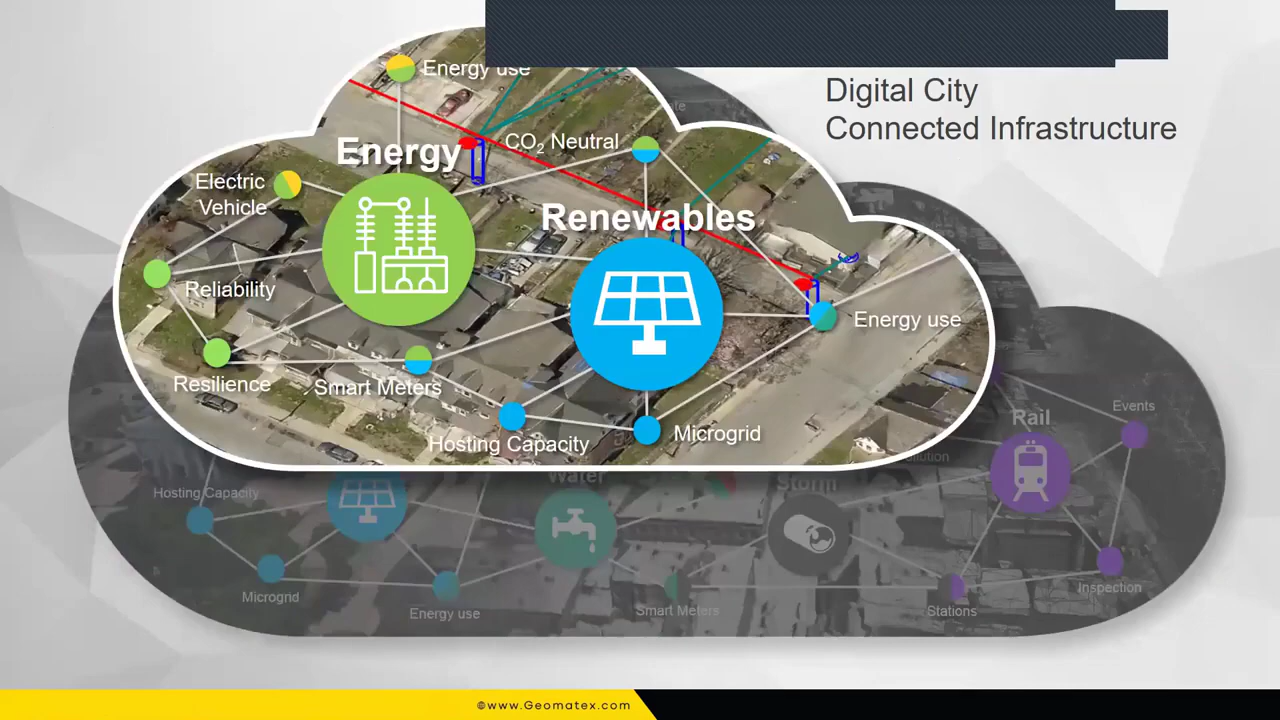 Digital City
Connected Infrastructure
Energy use
Energy
CO₂ Neutral
Electric
Vehicle
Renewables
Reliability
Energy use
Resilience
Smart Meters
Hosting Capacity
Microgrid
Rail
Events
Water
Storm
Hosting Capacity
Microgrid
Energy use
Smart Meters
Stations
Inspection
©www.Geomatex.com